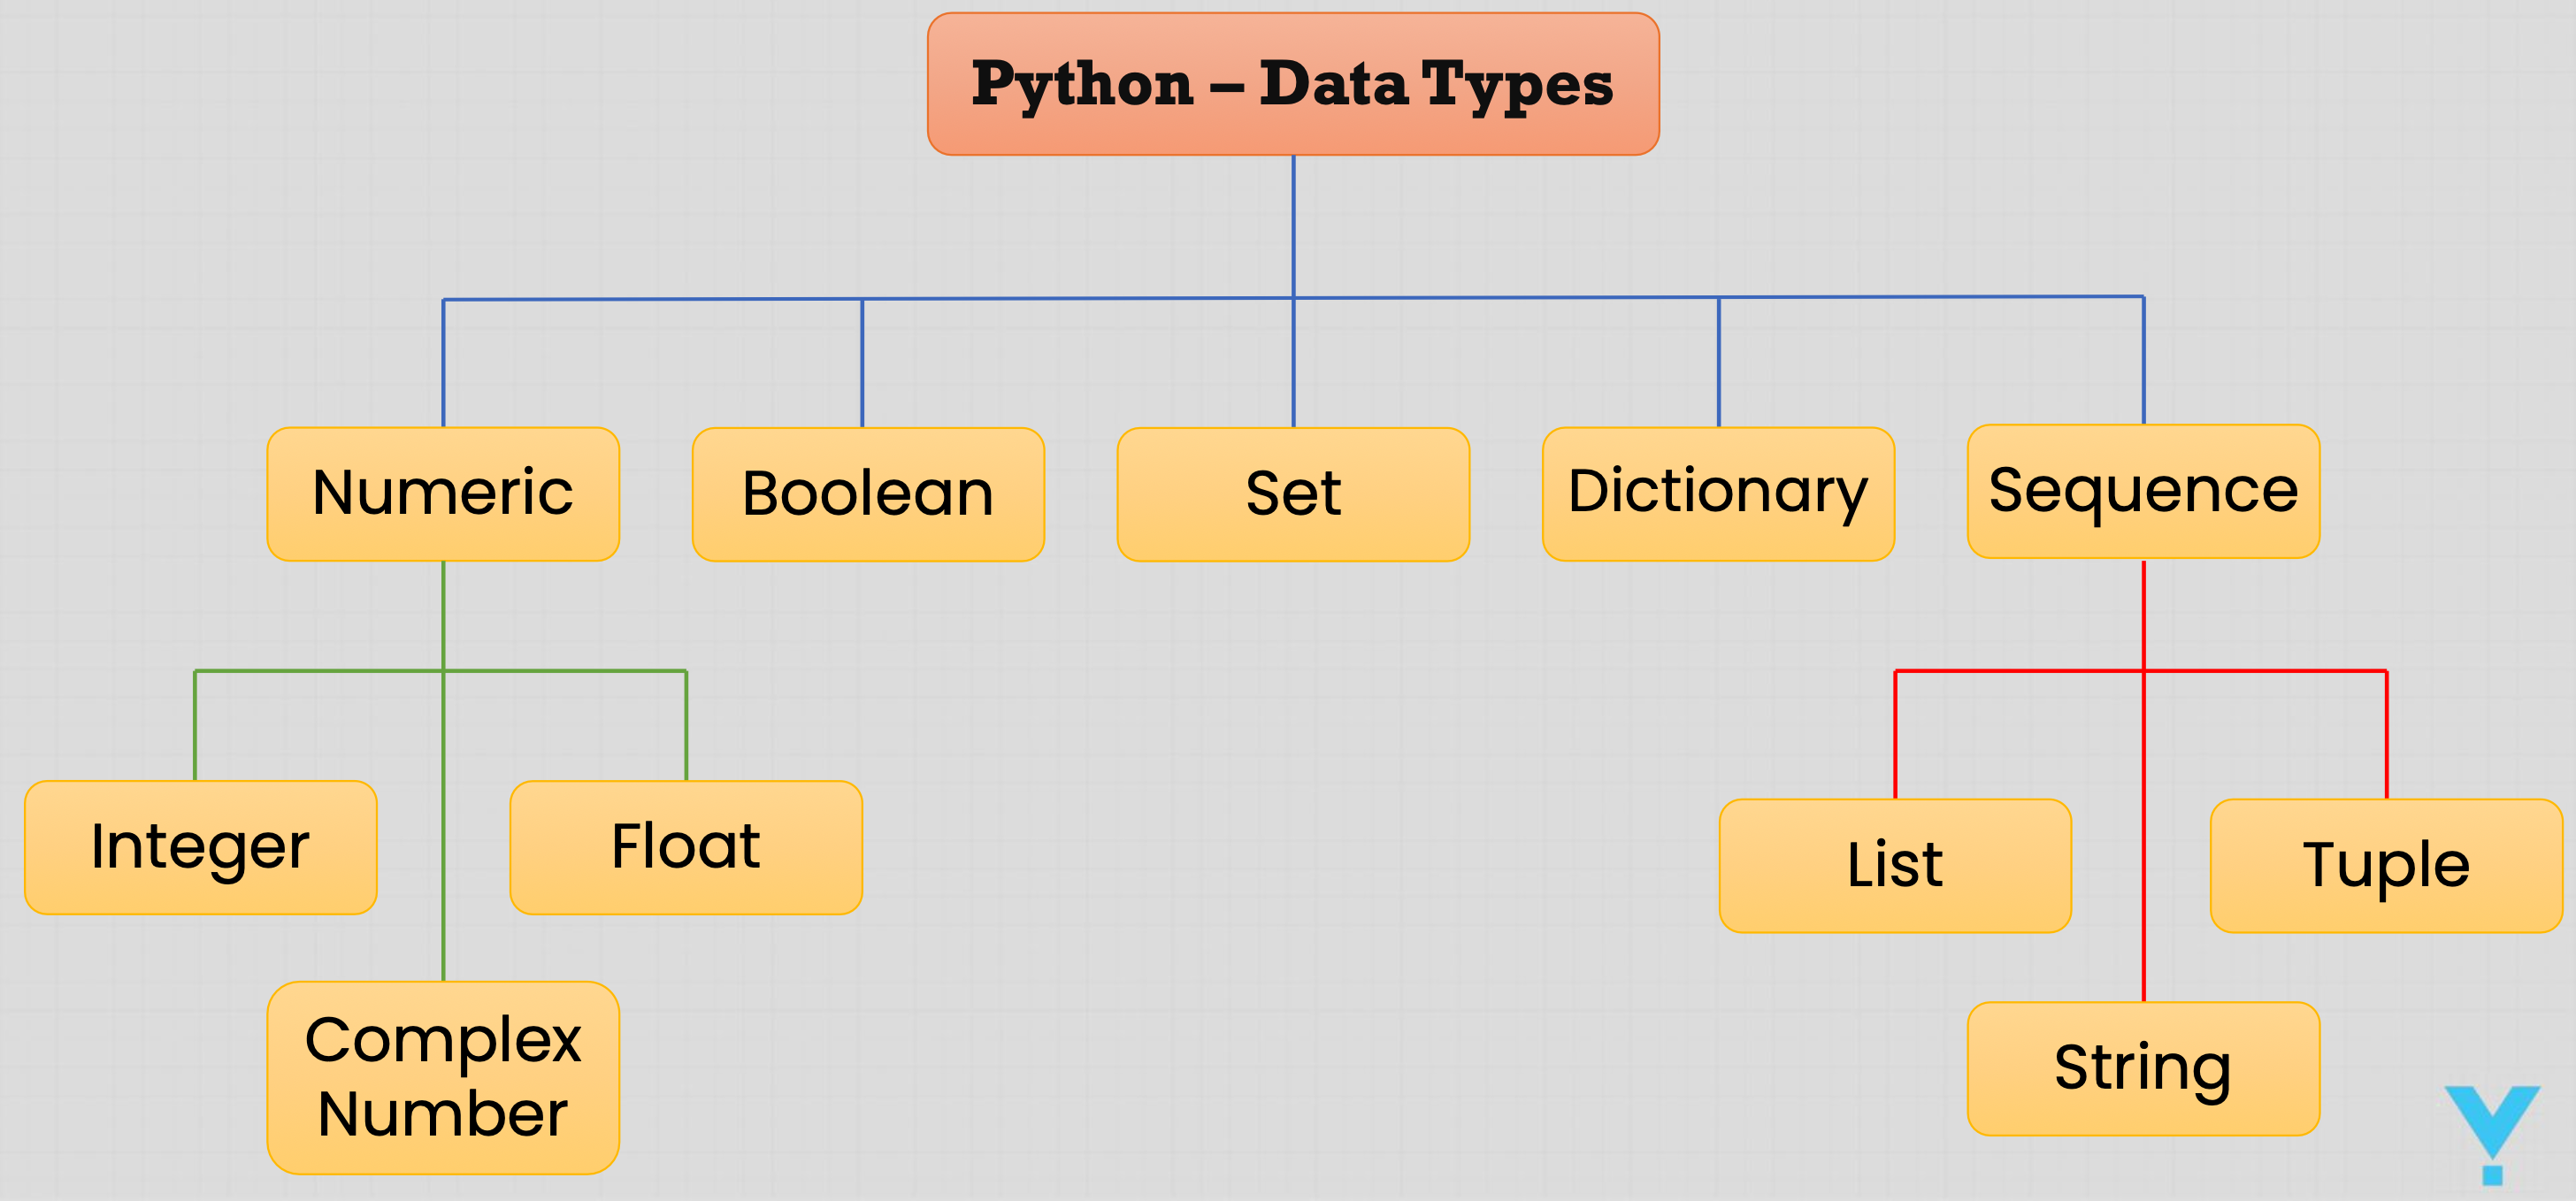 Python – Data Types
Numeric
Boolean
Set
Dictionary
Sequence
Integer
Float
List
Tuple
Complex
Number
String